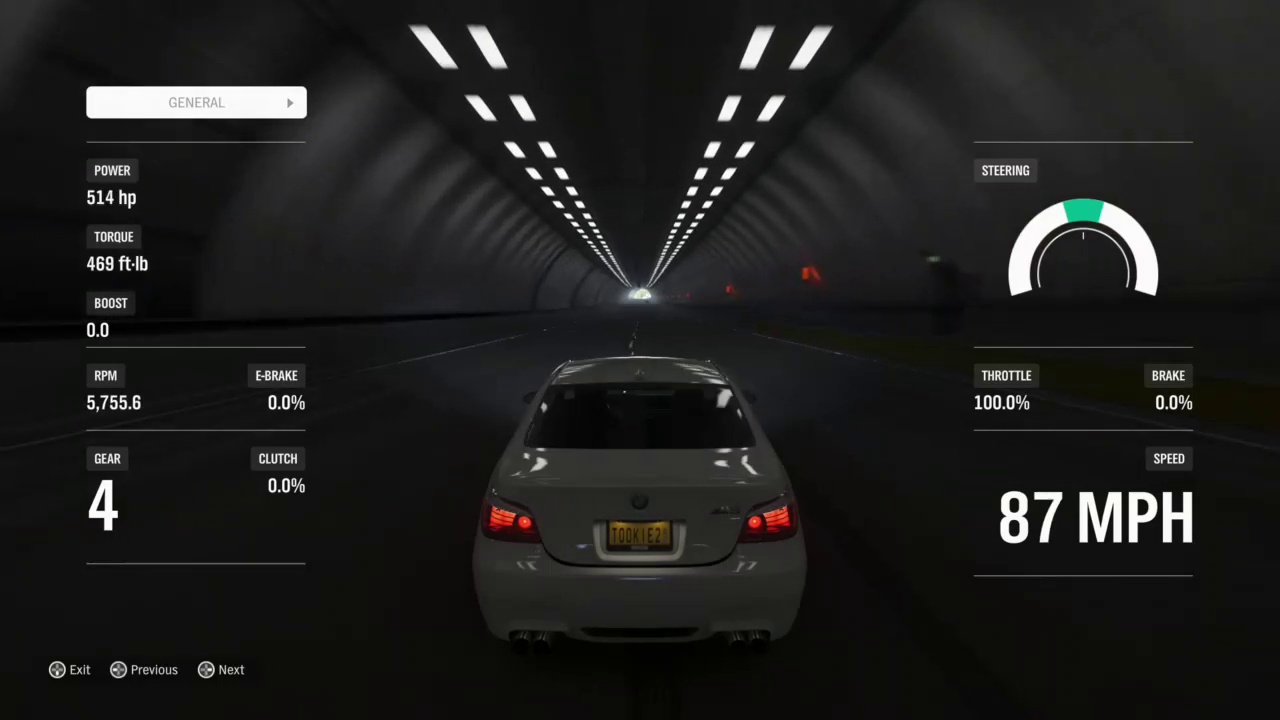 GENERAL
POWER
514 hp
TORQUE
469 ft·lb
BOOST
0.0
RPM
5,755.6
E-BRAKE
0.0%
GEAR
4
CLUTCH
0.0%
STEERING
THROTTLE
100.0%
BRAKE
0.0%
SPEED
87 MPH
TOOKIE2
Exit
Previous
Next